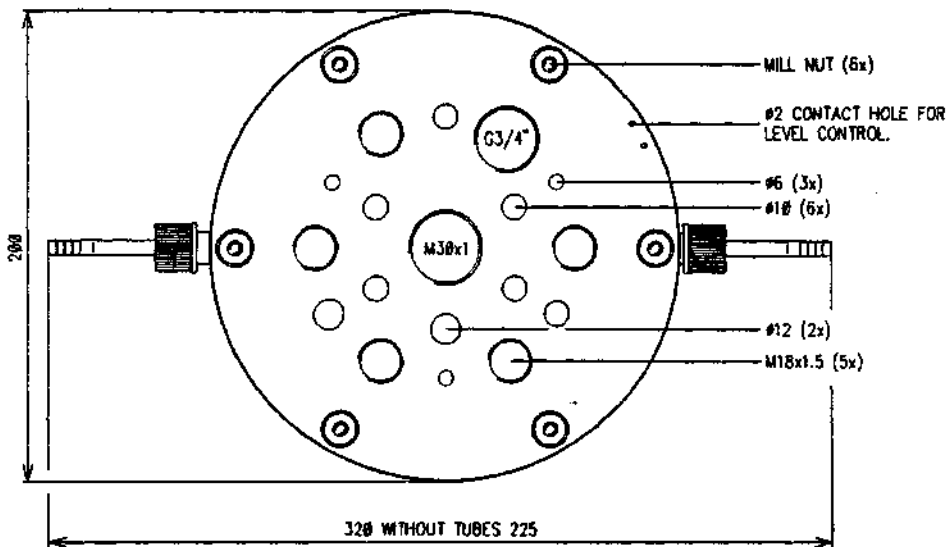 MILL NUT (6x)
ø2 CONTACT HOLE FOR
LEVEL CONTROL.
G3/4"
ø6 (3x)
ø10 (6x)
200
M30x1
ø12 (2x)
M18x1.5 (5x)
320 WITHOUT TUBES 225